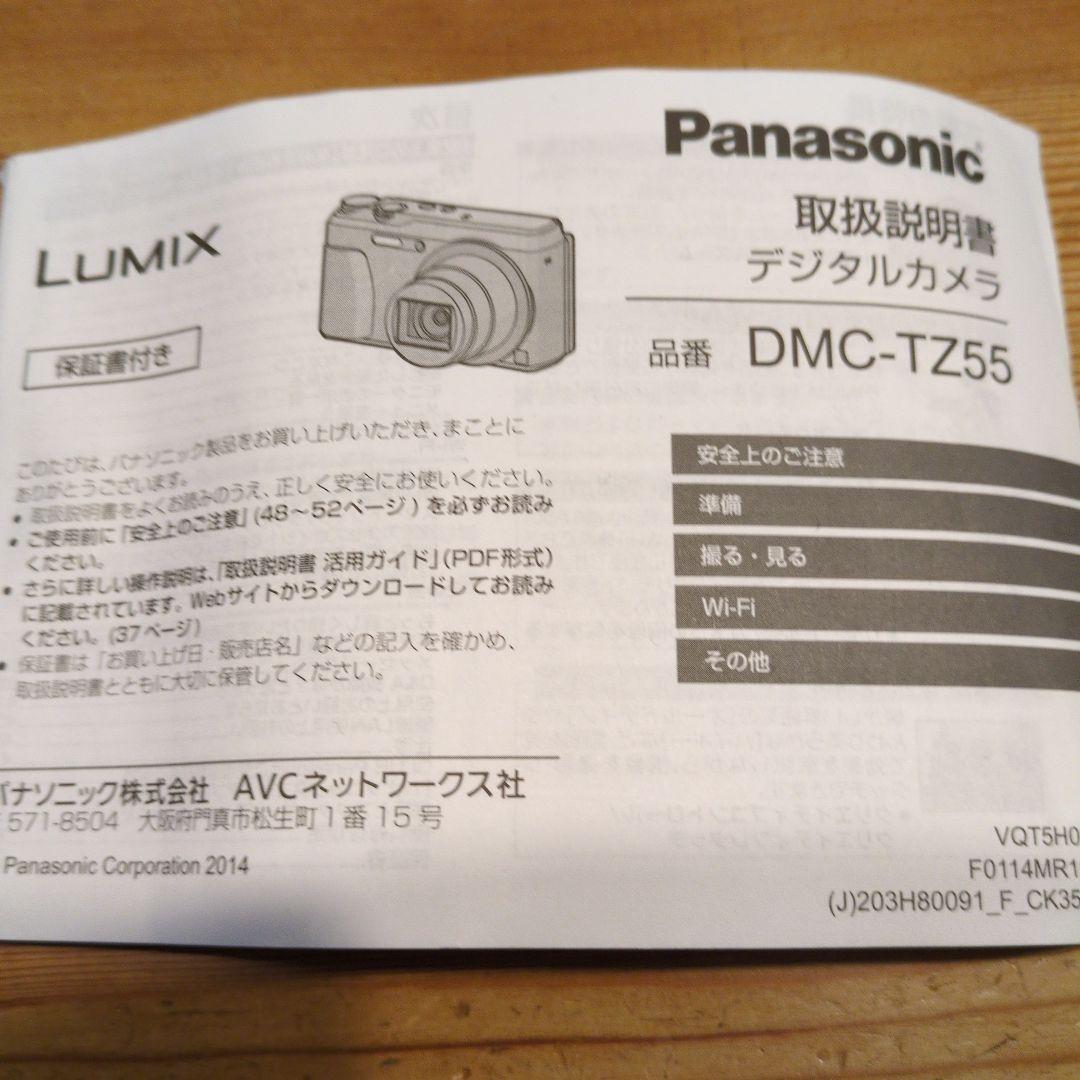 Panasonic
取扱説明書
デジタルカメラ
品番 DMC-TZ55
LUMIX
保証書付き
このたびは、パナソニック製品をお買い上げいただき、まことに
ありがとうございます。
• 取扱説明書をよくお読みのうえ、正しく安全にお使いください。
• ご使用前に「安全上のご注意」(48～52ページ)を必ずお読み
ください。
• さらに詳しい操作説明は、「取扱説明書 活用ガイド」(PDF形式)
に記載されています。Webサイトからダウンロードしてお読み
ください。(37ページ)
• 保証書は「お買い上げ日・販売店名」などの記入を確かめ、
取扱説明書とともに大切に保管してください。
安全上のご注意
準備
撮る・見る
Wi-Fi
その他
パナソニック株式会社 AVCネットワークス社
571-8504 大阪府門真市松生町1番15号
Panasonic Corporation 2014
VQT5H0
F0114MR1
(J)203H80091_F_CK35